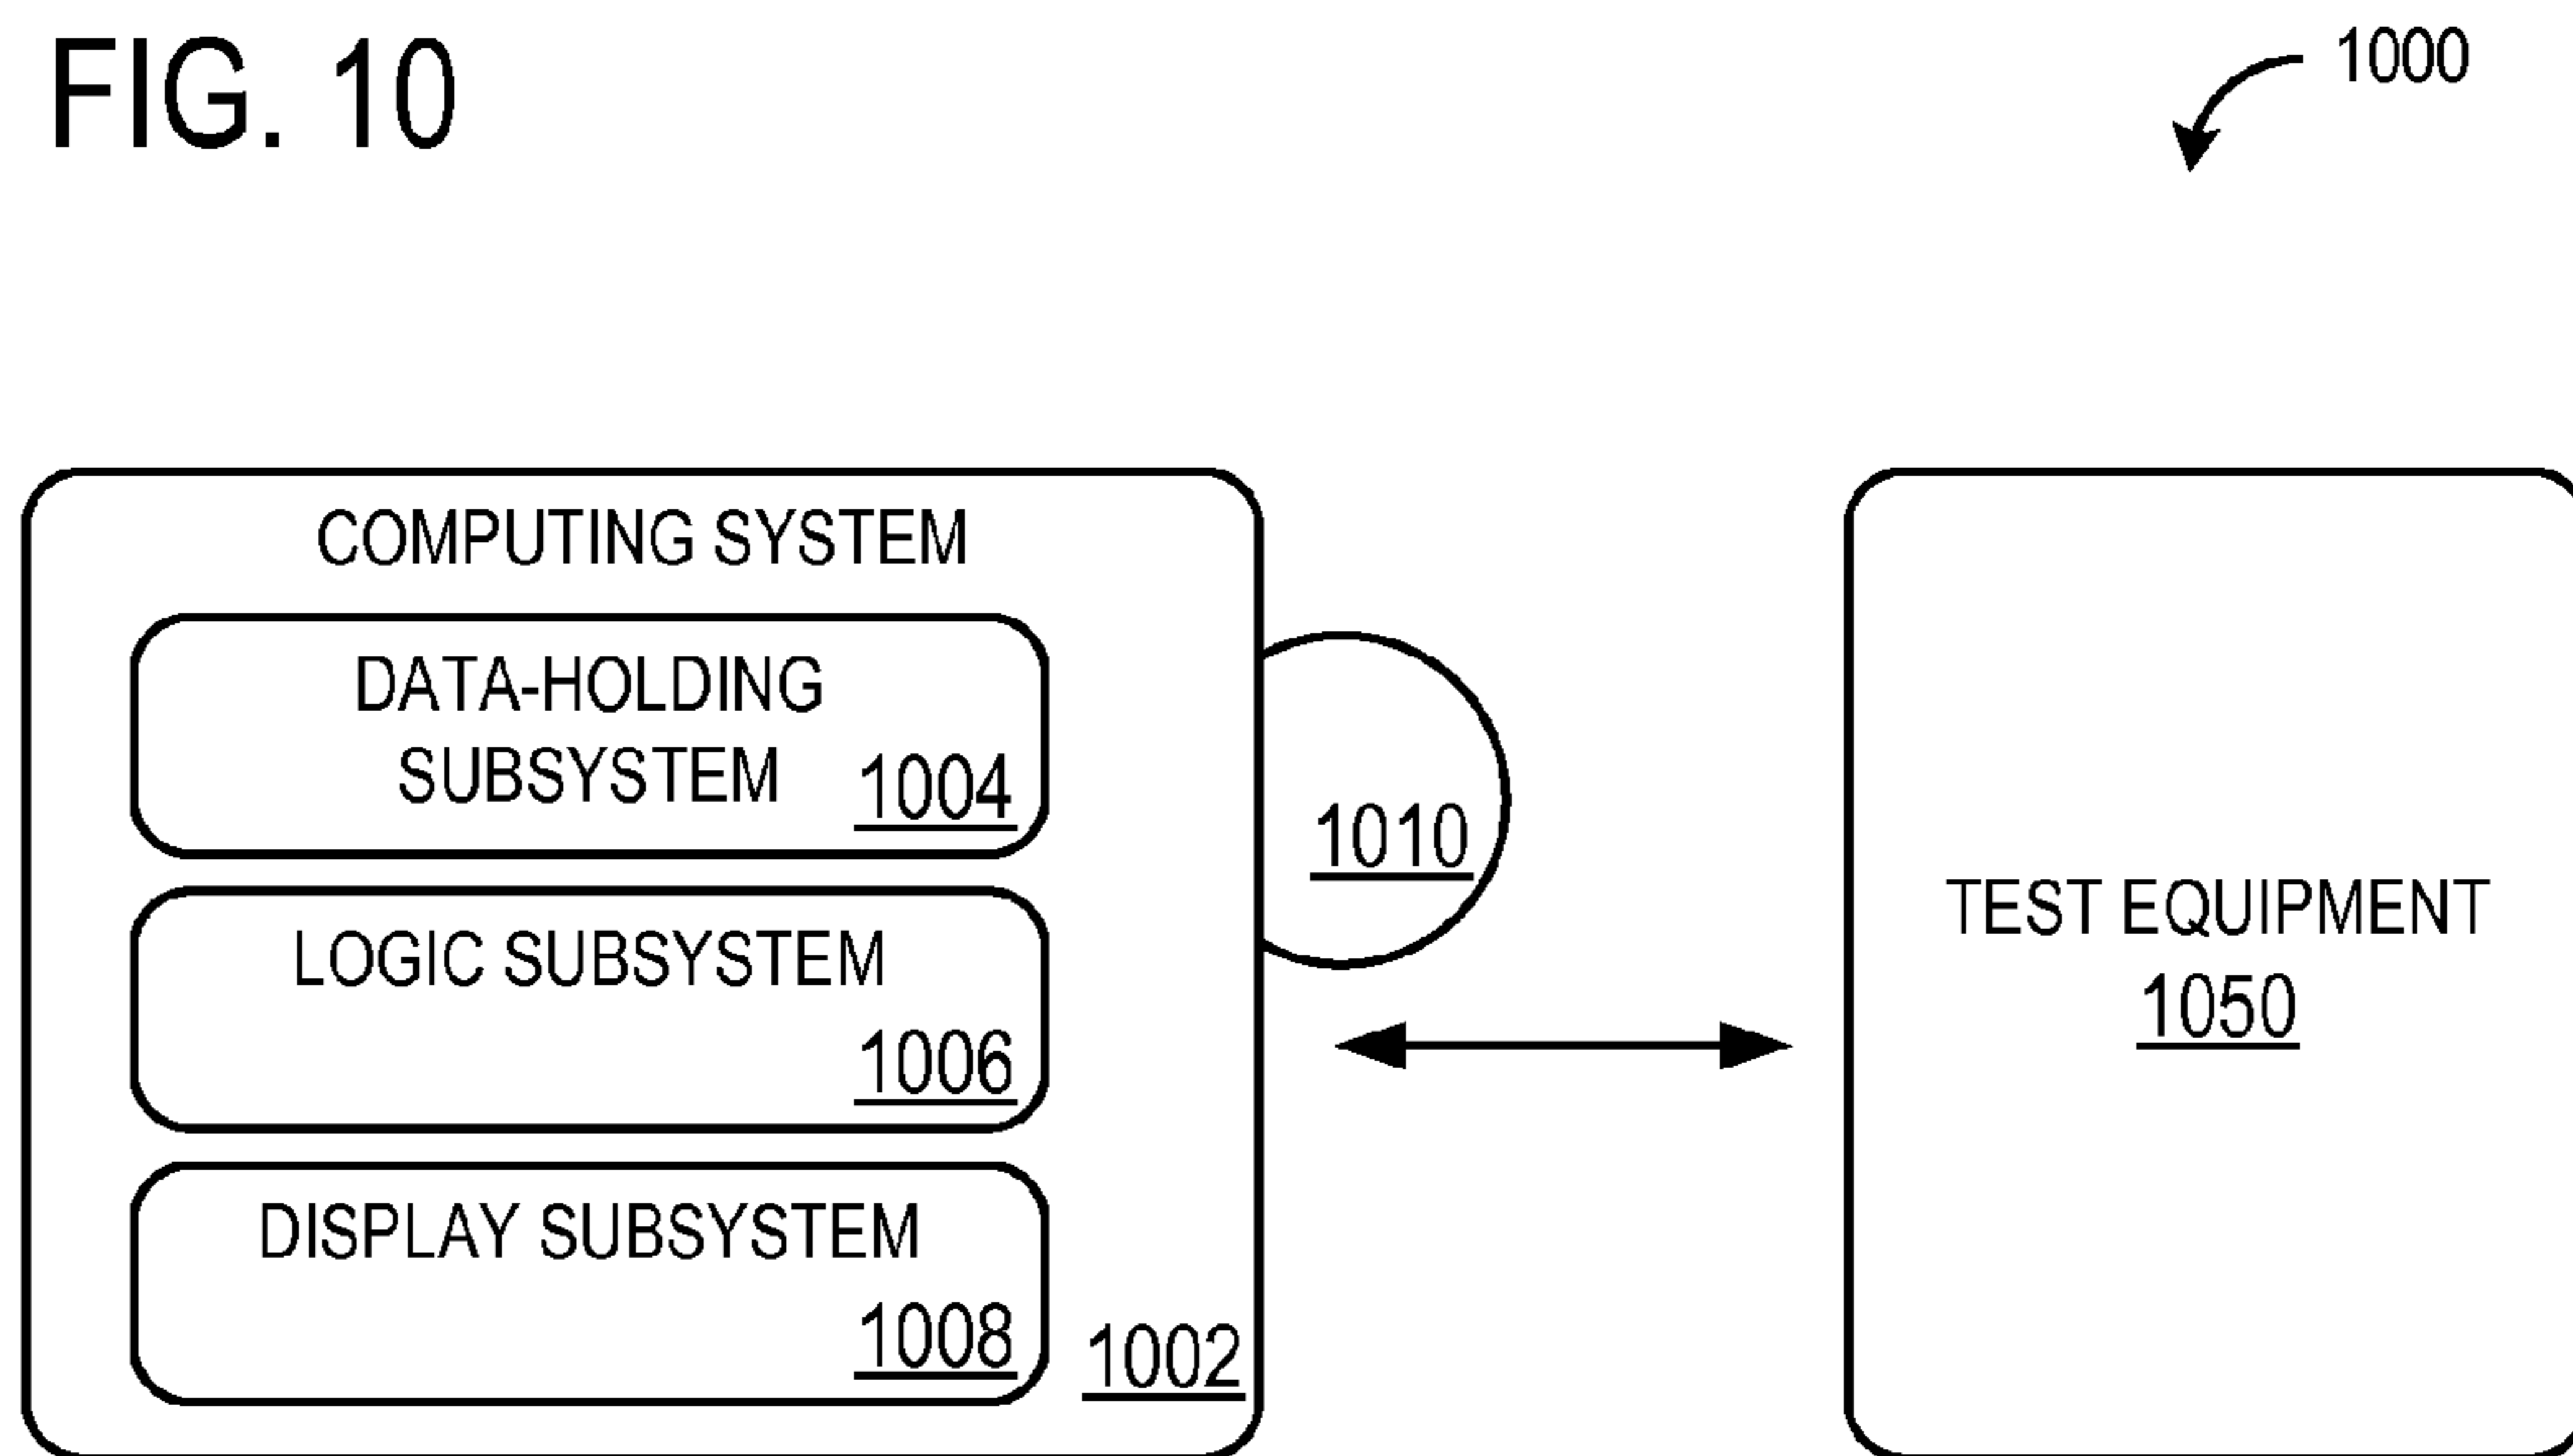 FIG. 10
1000
COMPUTING SYSTEM
DATA-HOLDING
SUBSYSTEM 1004
LOGIC SUBSYSTEM
1006
DISPLAY SUBSYSTEM
1008
1002
1010
TEST EQUIPMENT
1050